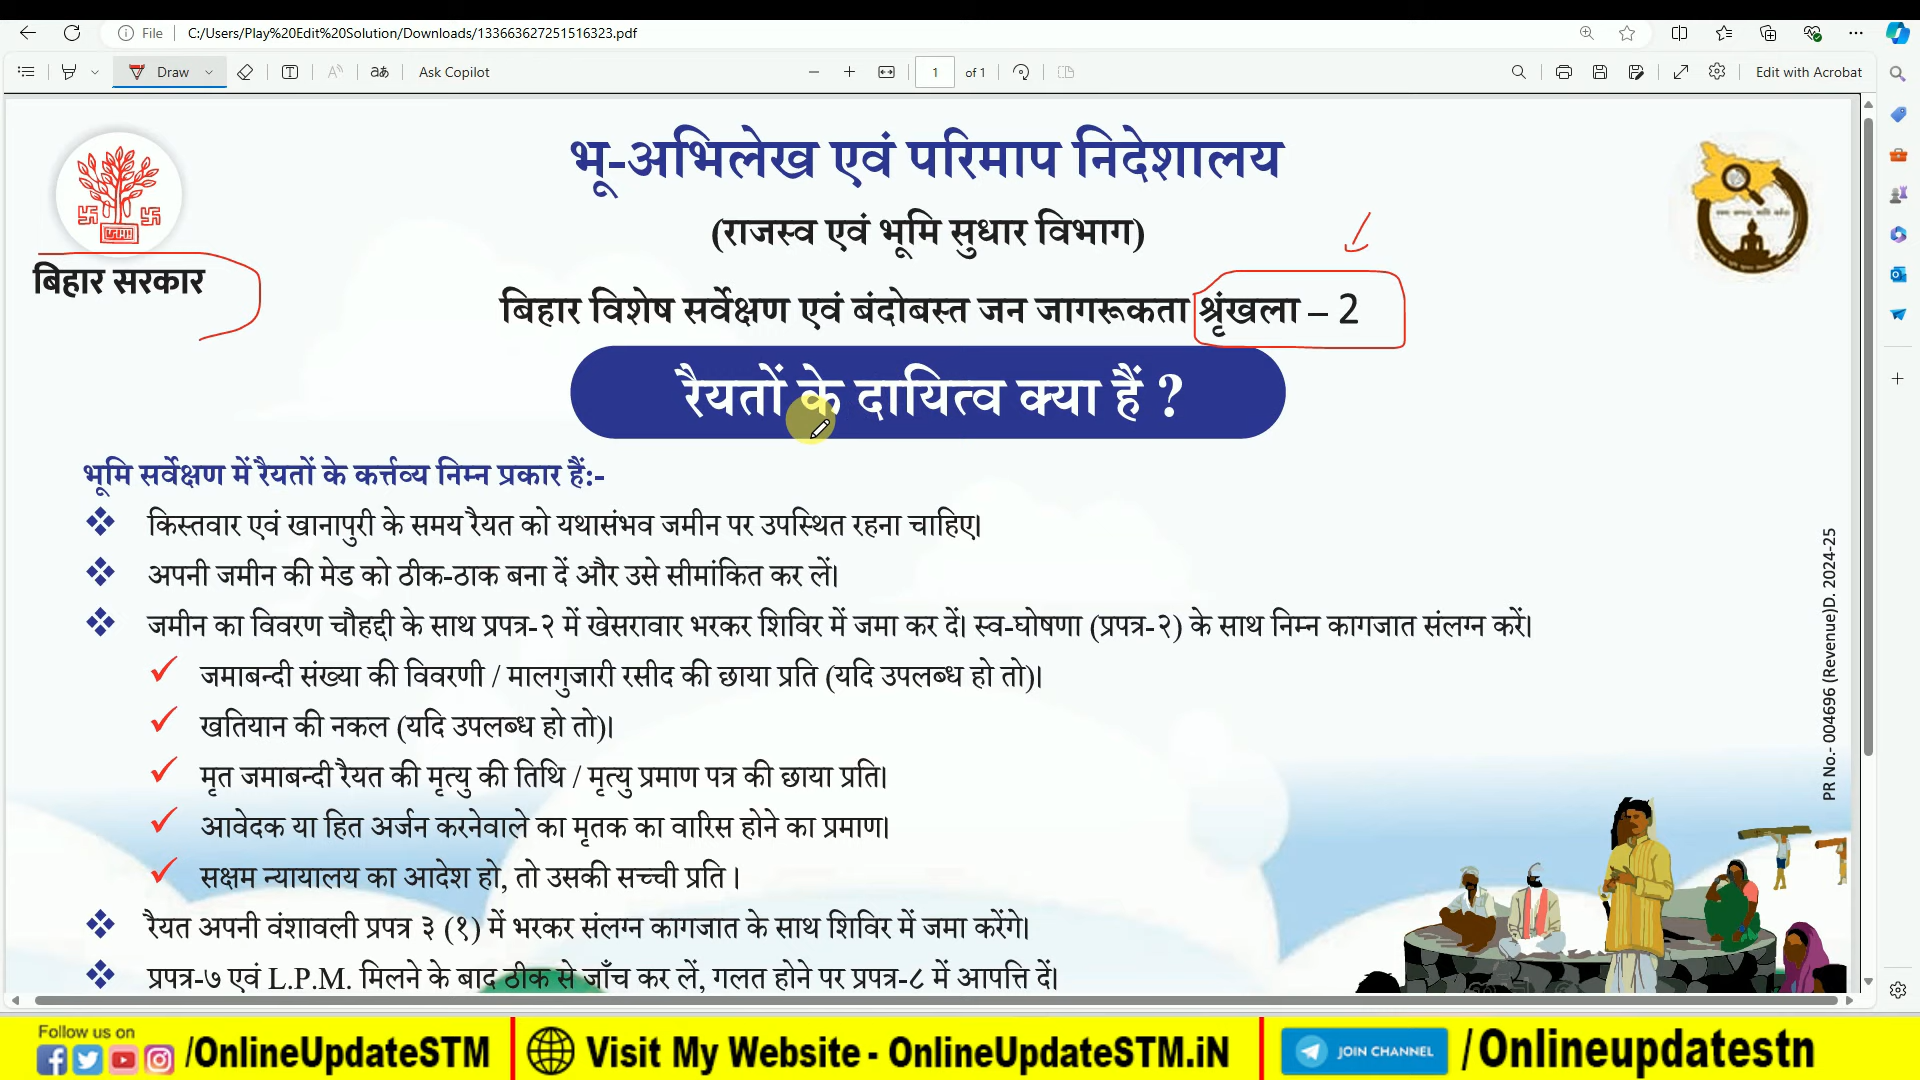 File C:/Users/Play%20Edit%20Solution/Downloads/133663627251516323.pdf
Draw aあ Ask Copilot 1 of 1 Edit with Acrobat
भू-अभिलेख एवं परिमाप निदेशालय
(राजस्व एवं भूमि सुधार विभाग)
बिहार सरकार
बिहार विशेष सर्वेक्षण एवं बंदोबस्त जन जागरूकता श्रृंखला – 2
रैयतों के दायित्व क्या हैं ?
भूमि सर्वेक्षण में रैयतों के कर्त्तव्य निम्न प्रकार हैं:-
किस्तवार एवं खानापुरी के समय रैयत को यथासंभव जमीन पर उपस्थित रहना चाहिए।
अपनी जमीन की मेड को ठीक-ठाक बना दें और उसे सीमांकित कर लें।
जमीन का विवरण चौहद्दी के साथ प्रपत्र-२ में खेसरावार भरकर शिविर में जमा कर दें। स्व-घोषणा (प्रपत्र-२) के साथ निम्न कागजात संलग्न करें।
जमाबन्दी संख्या की विवरणी / मालगुजारी रसीद की छाया प्रति (यदि उपलब्ध हो तो)।
खतियान की नकल (यदि उपलब्ध हो तो)।
मृत जमाबन्दी रैयत की मृत्यु की तिथि / मृत्यु प्रमाण पत्र की छाया प्रति।
आवेदक या हित अर्जन करनेवाले का मृतक का वारिस होने का प्रमाण।
सक्षम न्यायालय का आदेश हो, तो उसकी सच्ची प्रति ।
रैयत अपनी वंशावली प्रपत्र ३ (१) में भरकर संलग्न कागजात के साथ शिविर में जमा करेंगे।
प्रपत्र-७ एवं L.P.M. मिलने के बाद ठीक से जाँच कर लें, गलत होने पर प्रपत्र-८ में आपत्ति दें।
PR No.- 004696 (Revenue)D. 2024-25
Follow us on
/OnlineUpdateSTM
Visit My Website - OnlineUpdateSTM.iN
JOIN CHANNEL /Onlineupdatestn